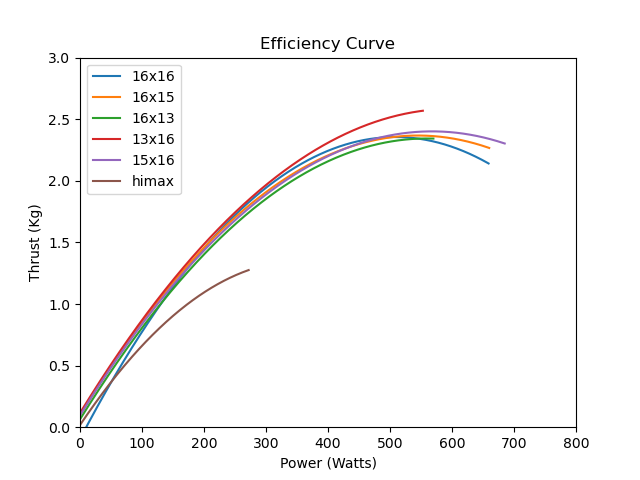 Efficiency Curve
3.0
2.5
2.0
1.5
1.0
0.5
0.0
Thrust (Kg)
16x16
16x15
16x13
13x16
15x16
himax
0 100 200 300 400 500 600 700 800
Power (Watts)